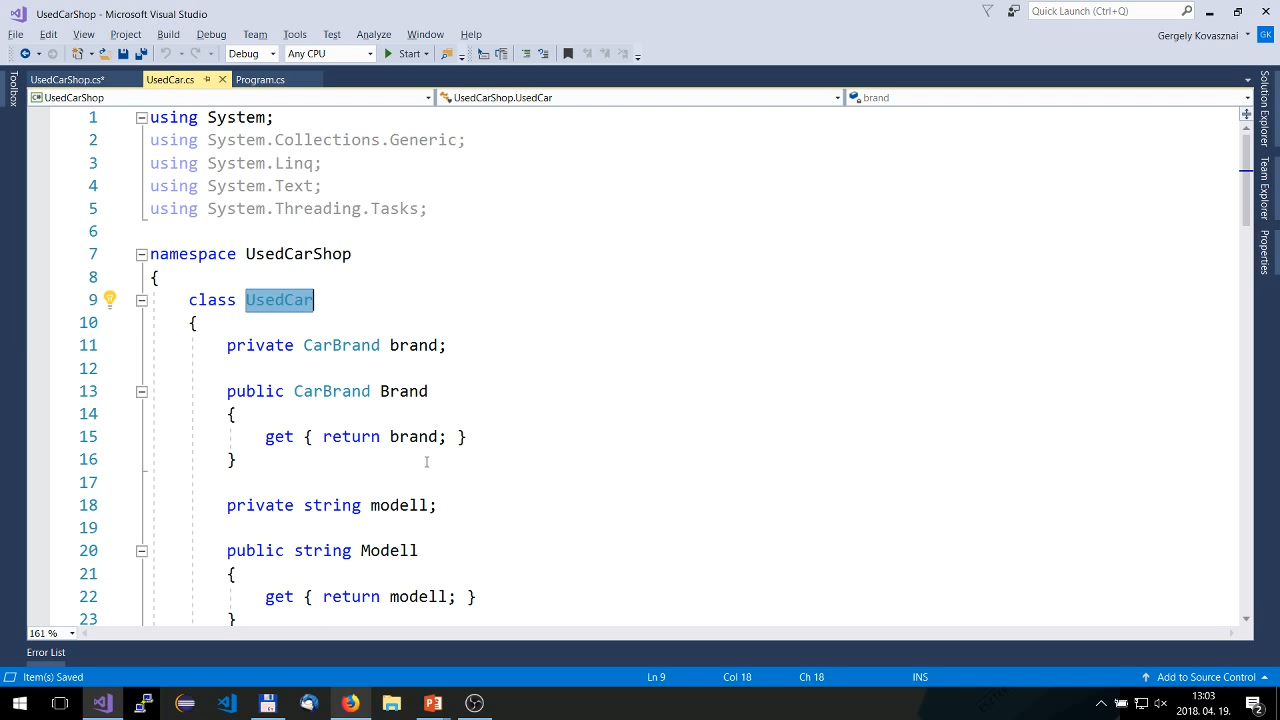 UsedCarShop - Microsoft Visual Studio
Quick Launch (Ctrl+Q)
File Edit View Project Build Debug Team Tools Test Analyze Window Help
Gergely Kovasznai GK
Debug Any CPU Start
UsedCarShop.cs* UsedCar.cs Program.cs
UsedCarShop UsedCarShop.UsedCar brand
Toolbox
Solution Explorer
Team Explorer
Properties
1 using System;
2 using System.Collections.Generic;
3 using System.Linq;
4 using System.Text;
5 using System.Threading.Tasks;
6
7 namespace UsedCarShop
8 {
9 class UsedCar
10 {
11 private CarBrand brand;
12
13 public CarBrand Brand
14 {
15 get { return brand; }
16 }
17
18 private string modell;
19
20 public string Modell
21 {
22 get { return modell; }
23 }
161 %
Error List
Item(s) Saved Ln 9 Col 18 Ch 18 INS Add to Source Control
13:03
2018. 04. 19.
2